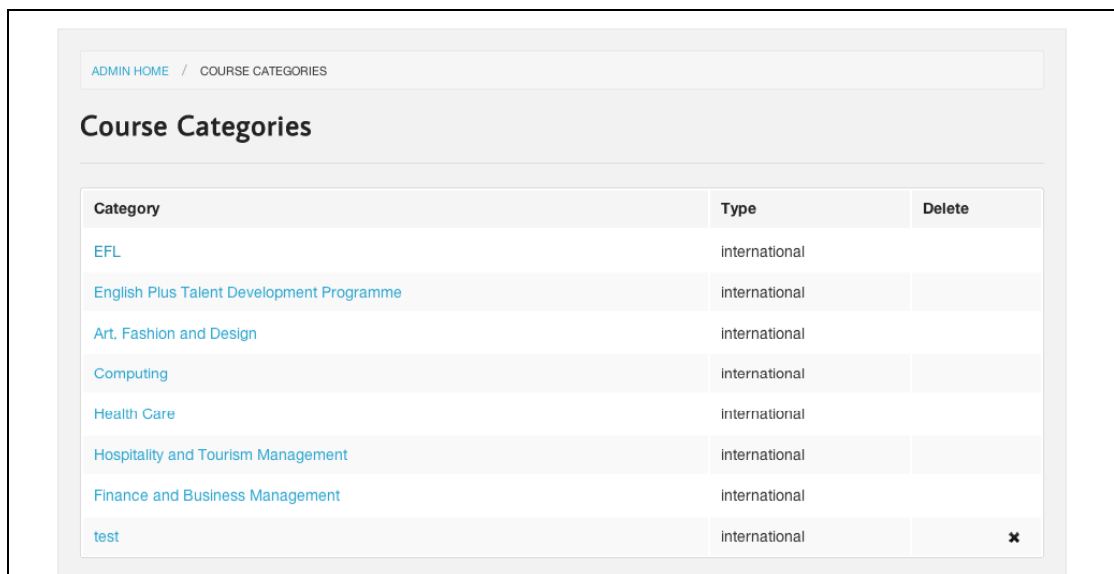 ADMIN HOME / COURSE CATEGORIES
Course Categories
Category Type Delete
EFL international
English Plus Talent Development Programme international
Art, Fashion and Design international
Computing international
Health Care international
Hospitality and Tourism Management international
Finance and Business Management international
test international ✖